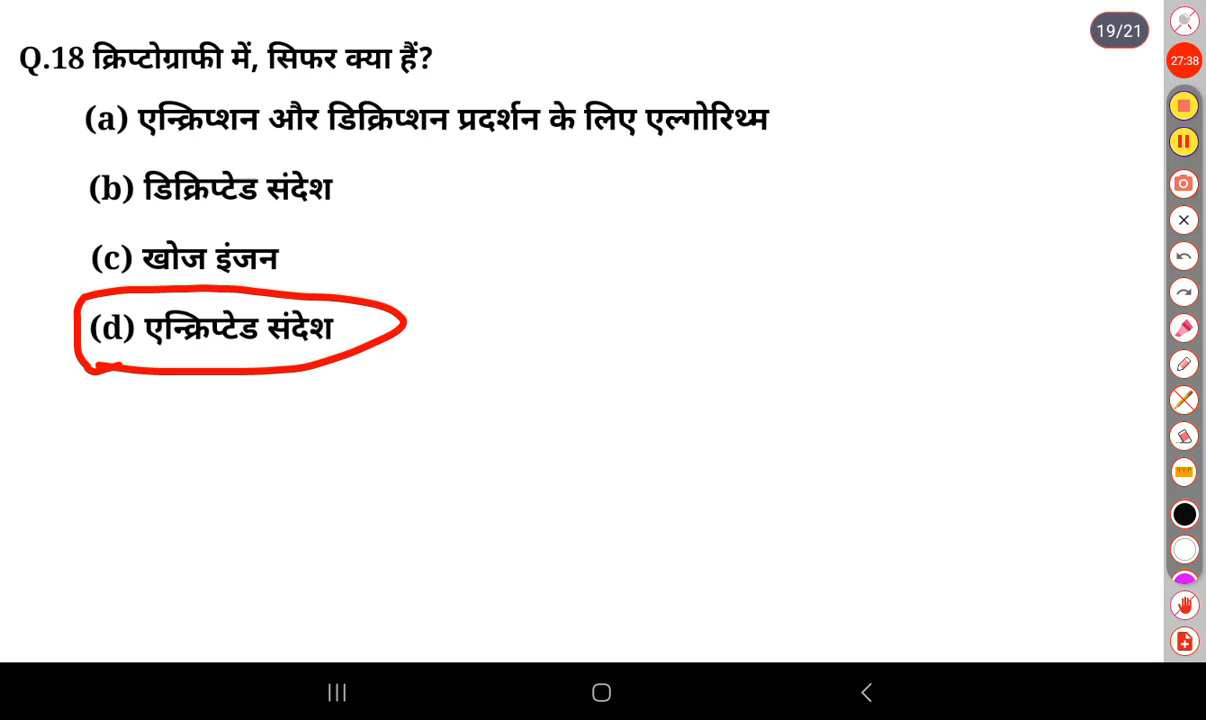 19/21
Q.18 क्रिप्टोग्राफी में, सिफर क्या हैं?
27:38
(a) एन्क्रिप्शन और डिक्रिप्शन प्रदर्शन के लिए एल्गोरिथ्म
(b) डिक्रिप्टेड संदेश
(c) खोज इंजन
(d) एन्क्रिप्टेड संदेश